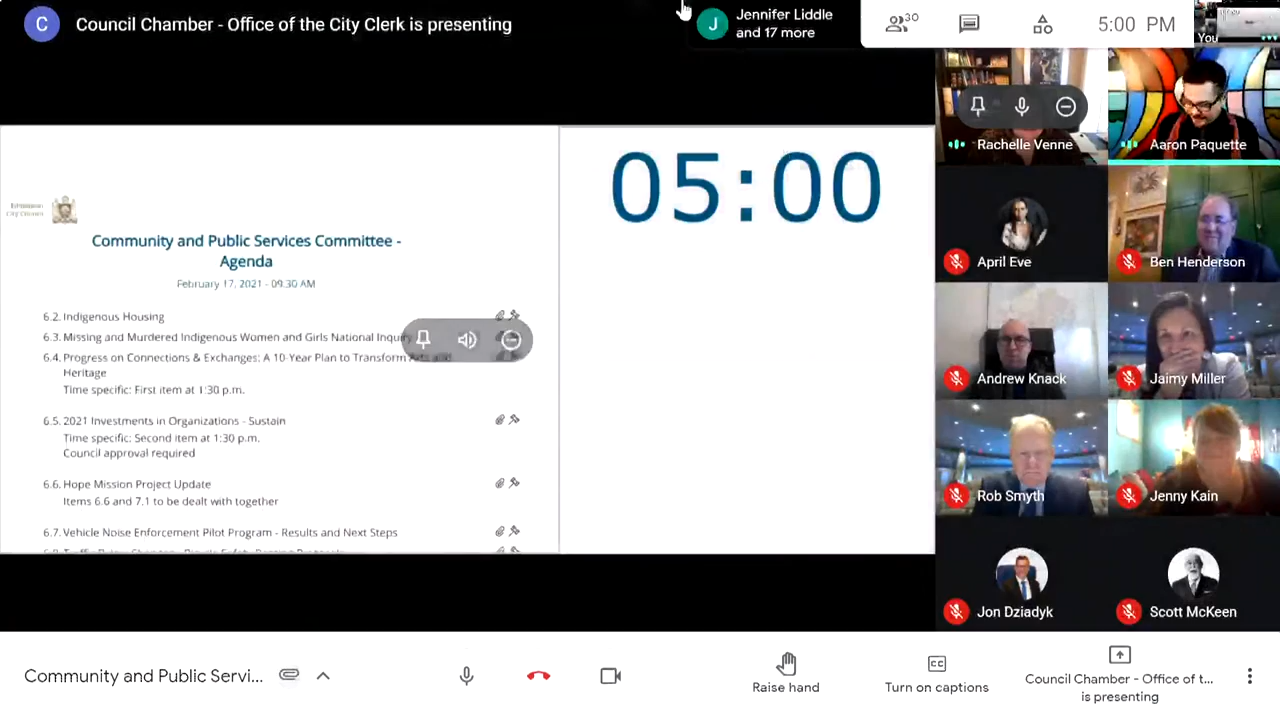 C
Council Chamber - Office of the City Clerk is presenting
J
Jennifer Liddle
and 17 more
30
5:00 PM
You
Edmonton
City Council
Community and Public Services Committee -
Agenda
February 17, 2021 - 09:30 AM
6.2. Indigenous Housing
6.3. Missing and Murdered Indigenous Women and Girls National Inquiry
6.4. Progress on Connections & Exchanges: A 10-Year Plan to Transform Arts and
Heritage
Time specific: First item at 1:30 p.m.
6.5. 2021 Investments in Organizations - Sustain
Time specific: Second item at 1:30 p.m.
Council approval required
6.6. Hope Mission Project Update
Items 6.6 and 7.1 to be dealt with together
6.7. Vehicle Noise Enforcement Pilot Program - Results and Next Steps
05:00
Rachelle Venne
Aaron Paquette
April Eve
Ben Henderson
Andrew Knack
Jaimy Miller
Rob Smyth
Jenny Kain
Jon Dziadyk
Scott McKeen
Community and Public Servi...
Raise hand
CC
Turn on captions
Council Chamber - Office of t...
is presenting